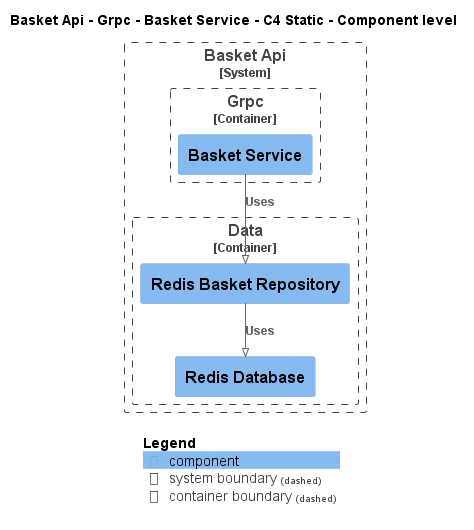 Basket Api - Grpc - Basket Service - C4 Static - Component level
Basket Api
[System]
Grpc
[Container]
Basket Service
Uses
Data
[Container]
Redis Basket Repository
Uses
Redis Database
Legend
component
system boundary (dashed)
container boundary (dashed)